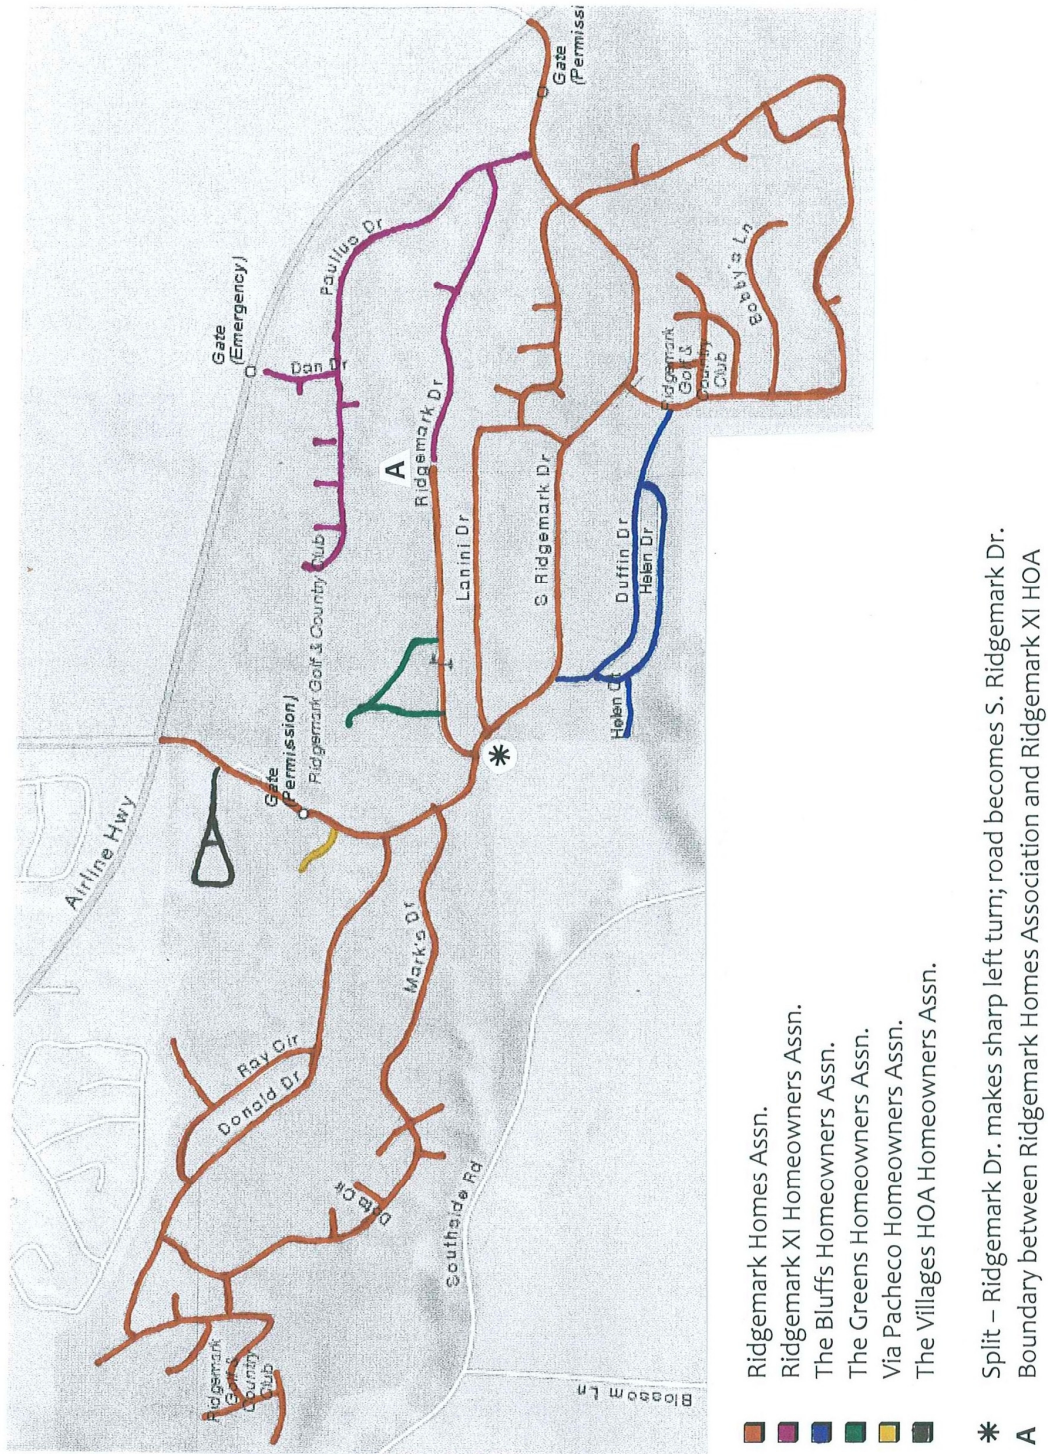 Airline Hwy
Gate
(Permission)
Ridgemark Golf & Country Club
Gate
(Emergency)
Dan Dr
Paullus Dr
Gate
(Permissi
Ray Cir
Donald Dr
Mark's Dr
Ridgemark Dr
A
Lanini Dr
S Ridgemark Dr
Duffin Dr
Helen Dr
Helen Ct
Ridgemark
Golf &
Country
Club
Bobby's Ln
Southside Rd
Ridgemark
Golf &
Country
Club
Blossom Ln
Ridgemark Homes Assn.
Ridgemark XI Homeowners Assn.
The Bluffs Homeowners Assn.
The Greens Homeowners Assn.
Via Pacheco Homeowners Assn.
The Villages HOA Homeowners Assn.
* Split – Ridgemark Dr. makes sharp left turn; road becomes S. Ridgemark Dr.
A Boundary between Ridgemark Homes Association and Ridgemark XI HOA